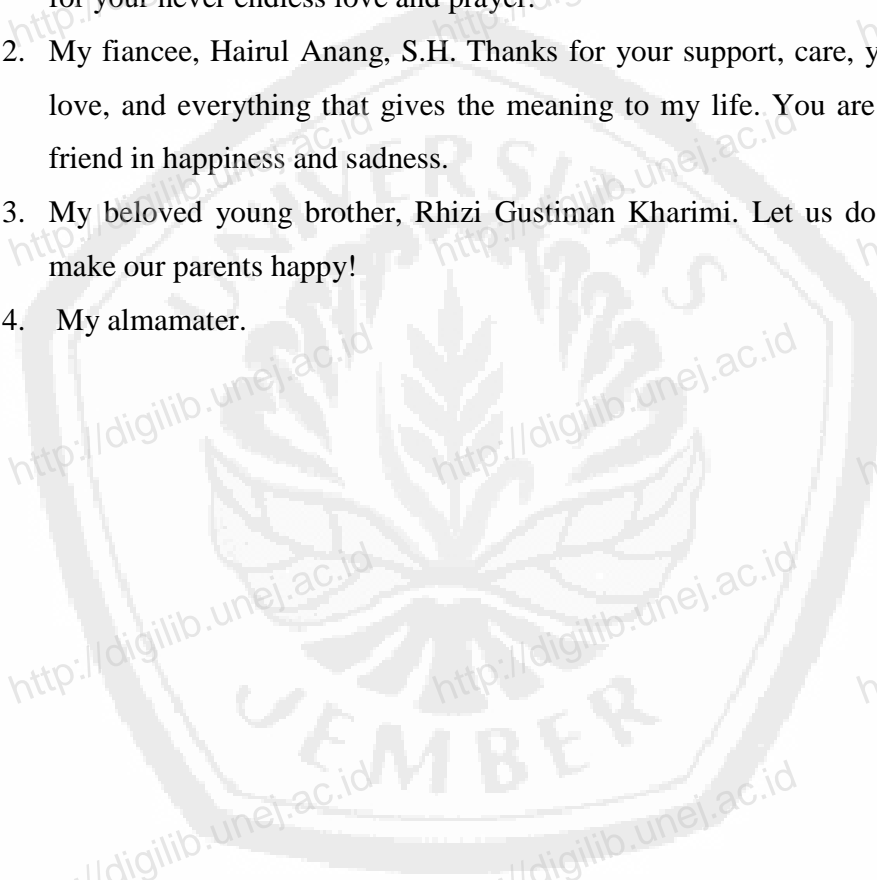 for your never endless love and prayer.
2. My fiancee, Hairul Anang, S.H. Thanks for your support, care,
love, and everything that gives the meaning to my life. You are
friend in happiness and sadness.
3. My beloved young brother, Rhizi Gustiman Kharimi. Let us do
make our parents happy!
4. My almamater.
UNIVERSITAS
JEMBER
http://digilib.unej.ac.id
http://digilib.unej.ac.id
http://digilib.unej.ac.id
http://digilib.unej.ac.id
http://digilib.unej.ac.id
http://digilib.unej.ac.id
//digilib.unej.ac.id
//digilib.unej.ac.id